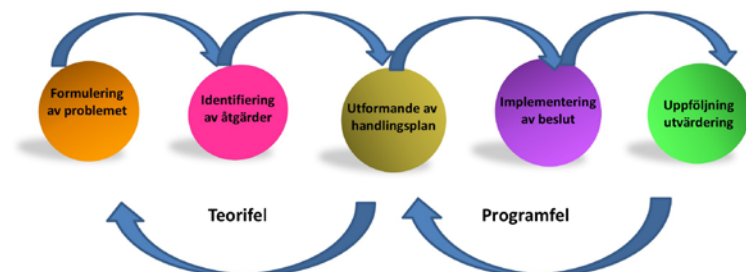 Formulering
av problemet
Identifiering
av åtgärder
Utformande av
handlingsplan
Implementering
av beslut
Uppföljning
utvärdering
Teorifel
Programfel